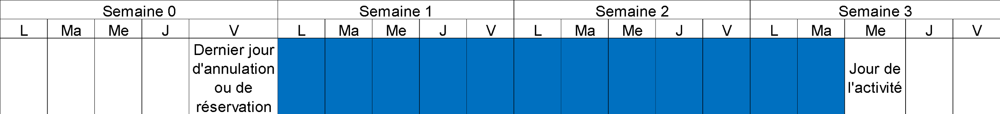 Semaine 0 Semaine 1 Semaine 2 Semaine 3
L Ma Me J V L Ma Me J V L Ma Me J V L Ma Me J V
Dernier jour
d'annulation
ou de
réservation
Jour de
l'activité